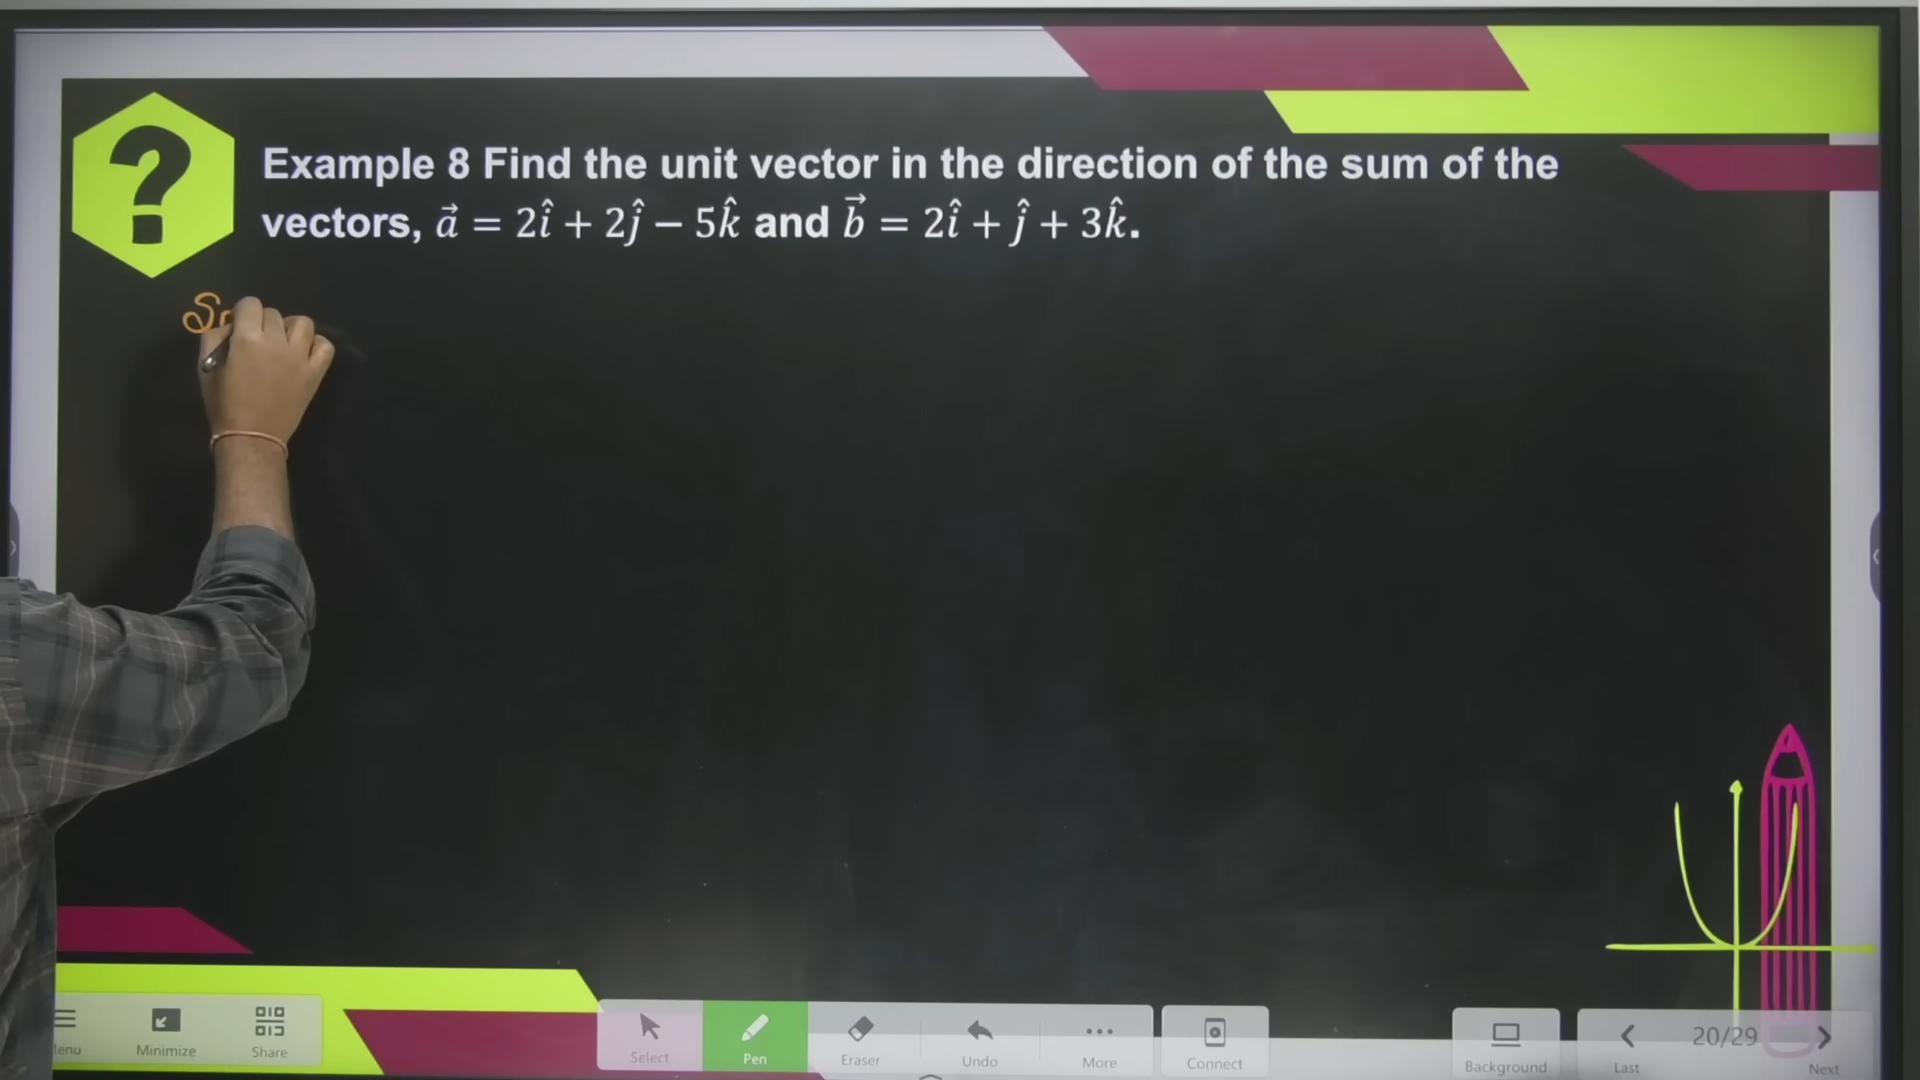 ?
Example 8 Find the unit vector in the direction of the sum of the
vectors, a⃗ = 2î + 2ĵ − 5k̂ and b⃗ = 2î + ĵ + 3k̂.
Minimize
Share
Select
Pen
Eraser
Undo
More
Connect
Background
Last
20/29
Next